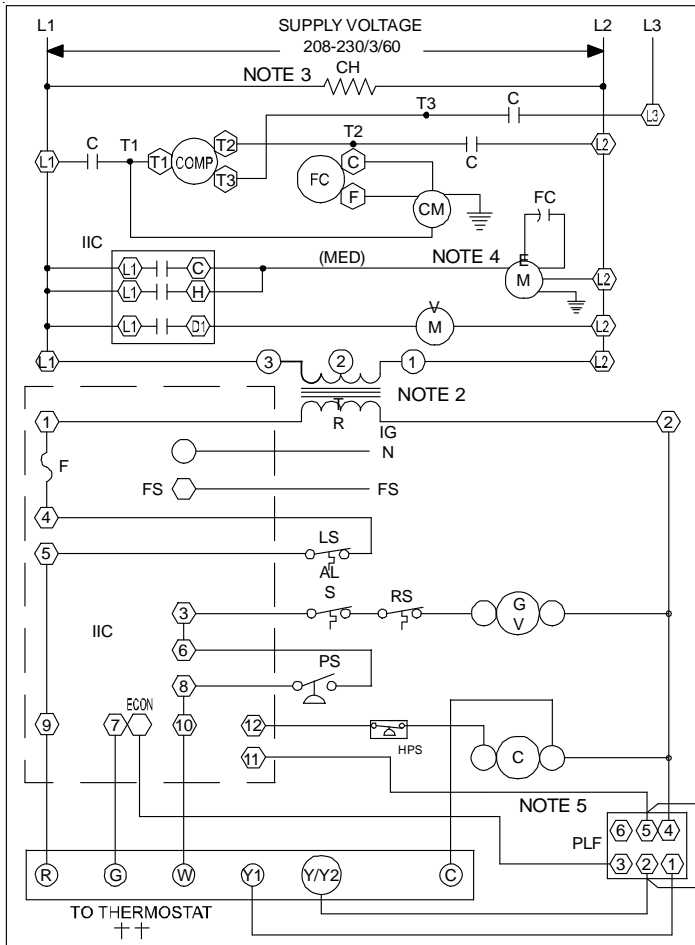 L1 SUPPLY VOLTAGE L2 L3
208-230/3/60
NOTE 3 CH
T3 C
L3
C T1 T2 T2 C L2
L1 T1 COMP T3 FC C F CM
FC
IIC
(MED) NOTE 4 E M
L1 C
L1 H L2
L1 D1 V M L2
L1 3 2 1 L2
NOTE 2
T R
1 2
IG
N
F
FS FS
4 LS
5 AL
S RS G V
3
IIC 6
PS
8
ECON
9 7 10 12 HPS C
11
NOTE 5
6 5 4
PLF
3 2 1
R G W Y1 Y/Y2 C
TO THERMOSTAT
††